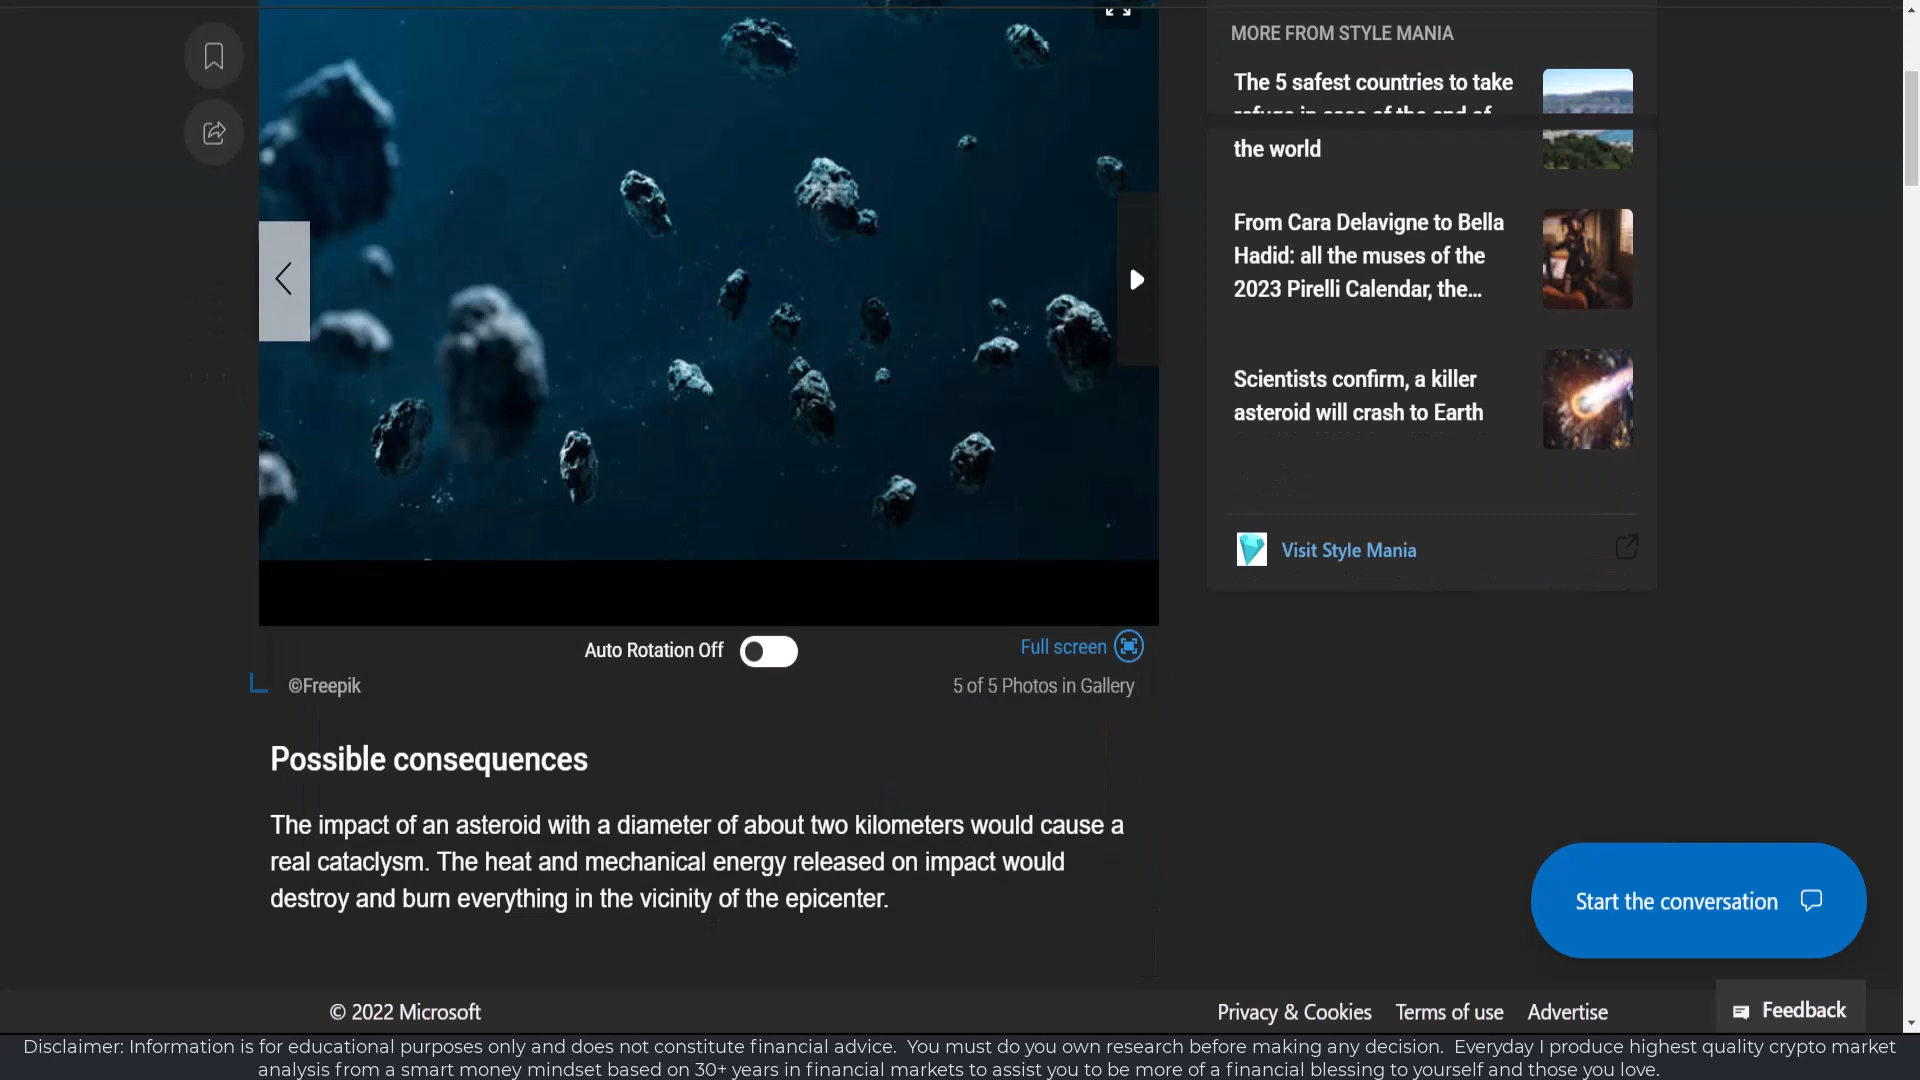 MORE FROM STYLE MANIA
The 5 safest countries to take
refuge in case of the end of
the world
From Cara Delavigne to Bella
Hadid: all the muses of the
2023 Pirelli Calendar, the...
Scientists confirm, a killer
asteroid will crash to Earth
Visit Style Mania
Auto Rotation Off
Full screen
©Freepik
5 of 5 Photos in Gallery
Possible consequences
The impact of an asteroid with a diameter of about two kilometers would cause a
real cataclysm. The heat and mechanical energy released on impact would
destroy and burn everything in the vicinity of the epicenter.
Start the conversation
© 2022 Microsoft
Privacy & Cookies
Terms of use
Advertise
Feedback
Disclaimer: Information is for educational purposes only and does not constitute financial advice. You must do you own research before making any decision. Everyday I produce highest quality crypto market
analysis from a smart money mindset based on 30+ years in financial markets to assist you to be more of a financial blessing to yourself and those you love.